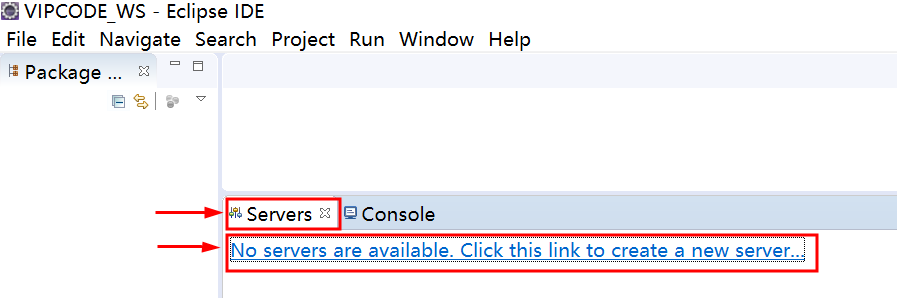 VIPCODE_WS - Eclipse IDE
File Edit Navigate Search Project Run Window Help
Package ...
Servers Console
No servers are available. Click this link to create a new server...